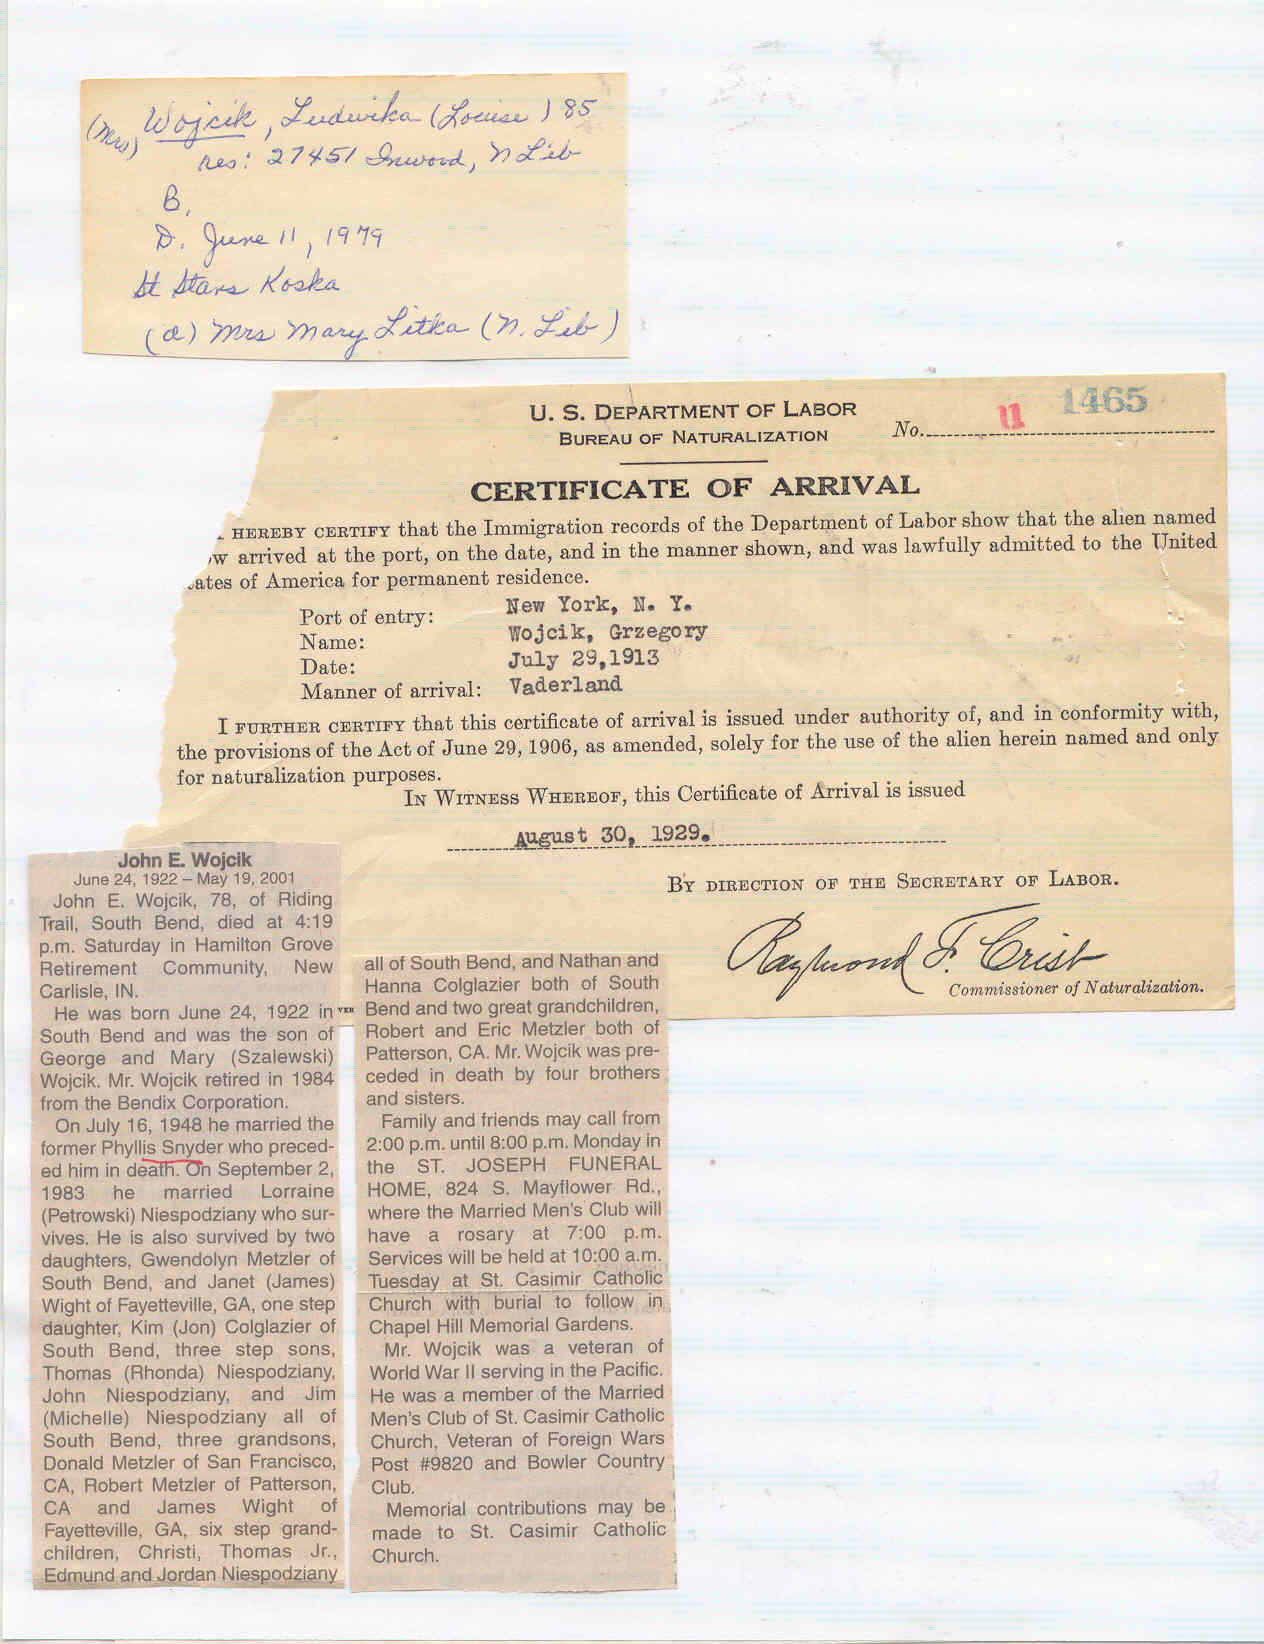 (Mrs) Wojcik, Ludwika (Louise) 85
res: 27451 Inwood, N Lib
B,
D. June 11, 1979
St Stans Koska
(a) Mrs Mary Litka (N. Lib)
U. S. DEPARTMENT OF LABOR
BUREAU OF NATURALIZATION
No. 11 1465
CERTIFICATE OF ARRIVAL
HEREBY CERTIFY that the Immigration records of the Department of Labor show that the alien named
ow arrived at the port, on the date, and in the manner shown, and was lawfully admitted to the United
ates of America for permanent residence.
Port of entry: New York, N. Y.
Name: Wojcik, Grzegory
Date: July 29,1913
Manner of arrival: Vaderland
I FURTHER CERTIFY that this certificate of arrival is issued under authority of, and in conformity with,
the provisions of the Act of June 29, 1906, as amended, solely for the use of the alien herein named and only
for naturalization purposes.
IN WITNESS WHEREOF, this Certificate of Arrival is issued
August 30, 1929.
BY DIRECTION OF THE SECRETARY OF LABOR.
Raymond F. Crist
Commissioner of Naturalization.
John E. Wojcik
June 24, 1922 – May 19, 2001
John E. Wojcik, 78, of Riding
Trail, South Bend, died at 4:19
p.m. Saturday in Hamilton Grove
Retirement Community, New
Carlisle, IN.
He was born June 24, 1922 in
South Bend and was the son of
George and Mary (Szalewski)
Wojcik. Mr. Wojcik retired in 1984
from the Bendix Corporation.
On July 16, 1948 he married the
former Phyllis Snyder who preced-
ed him in death. On September 2,
1983 he married Lorraine
(Petrowski) Niespodziany who sur-
vives. He is also survived by two
daughters, Gwendolyn Metzler of
South Bend, and Janet (James)
Wight of Fayetteville, GA, one step
daughter, Kim (Jon) Colglazier of
South Bend, three step sons,
Thomas (Rhonda) Niespodziany,
John Niespodziany, and Jim
(Michelle) Niespodziany all of
South Bend, three grandsons,
Donald Metzler of San Francisco,
CA, Robert Metzler of Patterson,
CA and James Wight of
Fayetteville, GA, six step grand-
children, Christi, Thomas Jr.,
Edmund and Jordan Niespodziany
all of South Bend, and Nathan and
Hanna Colglazier both of South
Bend and two great grandchildren,
Robert and Eric Metzler both of
Patterson, CA. Mr. Wojcik was pre-
ceded in death by four brothers
and sisters.
Family and friends may call from
2:00 p.m. until 8:00 p.m. Monday in
the ST. JOSEPH FUNERAL
HOME, 824 S. Mayflower Rd.,
where the Married Men's Club will
have a rosary at 7:00 p.m.
Services will be held at 10:00 a.m.
Tuesday at St. Casimir Catholic
Church with burial to follow in
Chapel Hill Memorial Gardens.
Mr. Wojcik was a veteran of
World War II serving in the Pacific.
He was a member of the Married
Men's Club of St. Casimir Catholic
Church, Veteran of Foreign Wars
Post #9820 and Bowler Country
Club.
Memorial contributions may be
made to St. Casimir Catholic
Church.